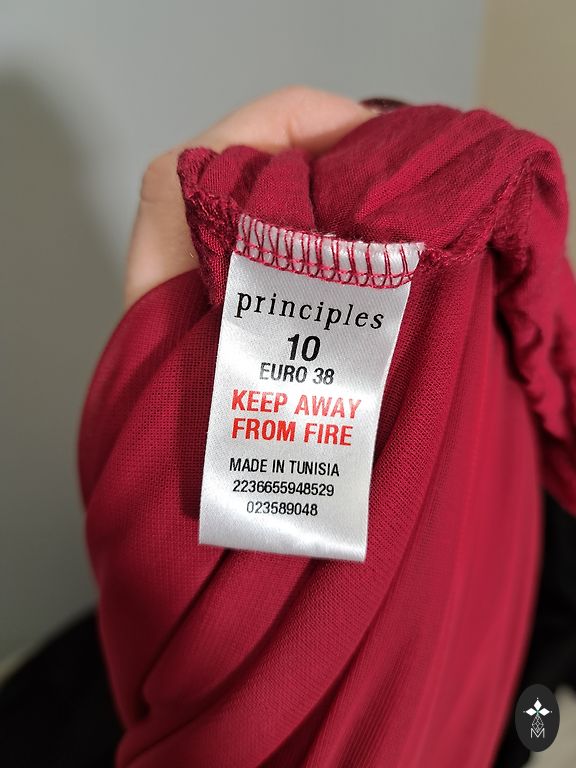 principles
10
EURO 38
KEEP AWAY
FROM FIRE
MADE IN TUNISIA
2236655948529
023589048